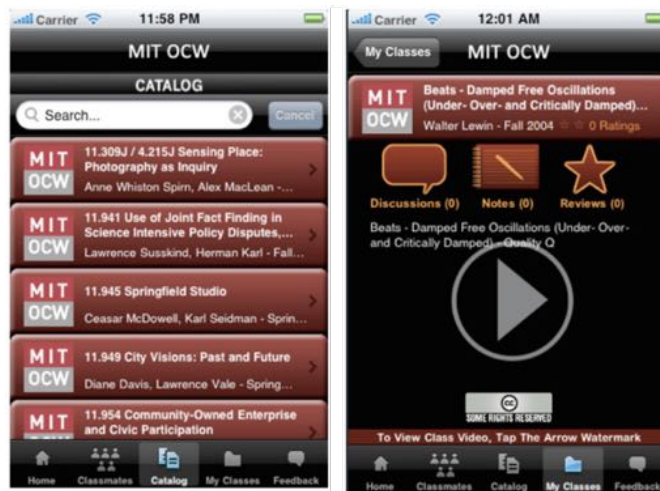 Carrier 11:58 PM
MIT OCW
CATALOG
Search... Cancel
MIT
OCW
11.309J / 4.215J Sensing Place:
Photography as Inquiry
Anne Whiston Spirn, Alex MacLean -...
MIT
OCW
11.941 Use of Joint Fact Finding in
Science Intensive Policy Disputes,...
Lawrence Susskind, Herman Karl - Fall...
MIT
OCW
11.945 Springfield Studio
Ceasar McDowell, Karl Seidman - Sprin...
MIT
OCW
11.949 City Visions: Past and Future
Diane Davis, Lawrence Vale - Spring...
MIT
11.954 Community-Owned Enterprise
and Civic Participation
Home Classmates Catalog My Classes Feedback
Carrier 12:01 AM
My Classes MIT OCW
MIT
OCW
Beats - Damped Free Oscillations
(Under- Over- and Critically Damped)...
Walter Lewin - Fall 2004 0 Ratings
Discussions (0) Notes (0) Reviews (0)
Beats - Damped Free Oscillations (Under- Over-
and Critically Damped) - Quality Q
cc
SOME RIGHTS RESERVED
To View Class Video, Tap The Arrow Watermark
Home Classmates Catalog My Classes Feedback